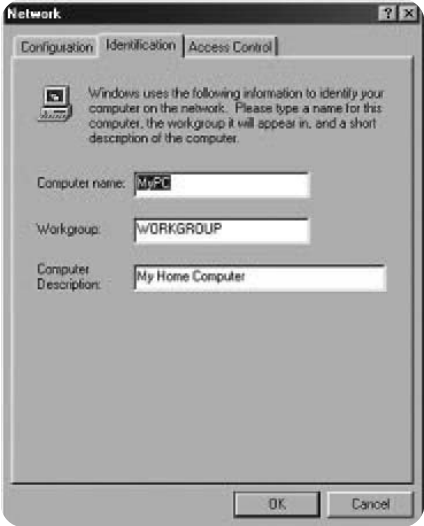 Network
Configuration Identification Access Control
Windows uses the following information to identify your
computer on the network. Please type a name for this
computer, the workgroup it will appear in, and a short
description of the computer.
Computer name: MyPC
Workgroup: WORKGROUP
Computer
Description: My Home Computer
OK Cancel